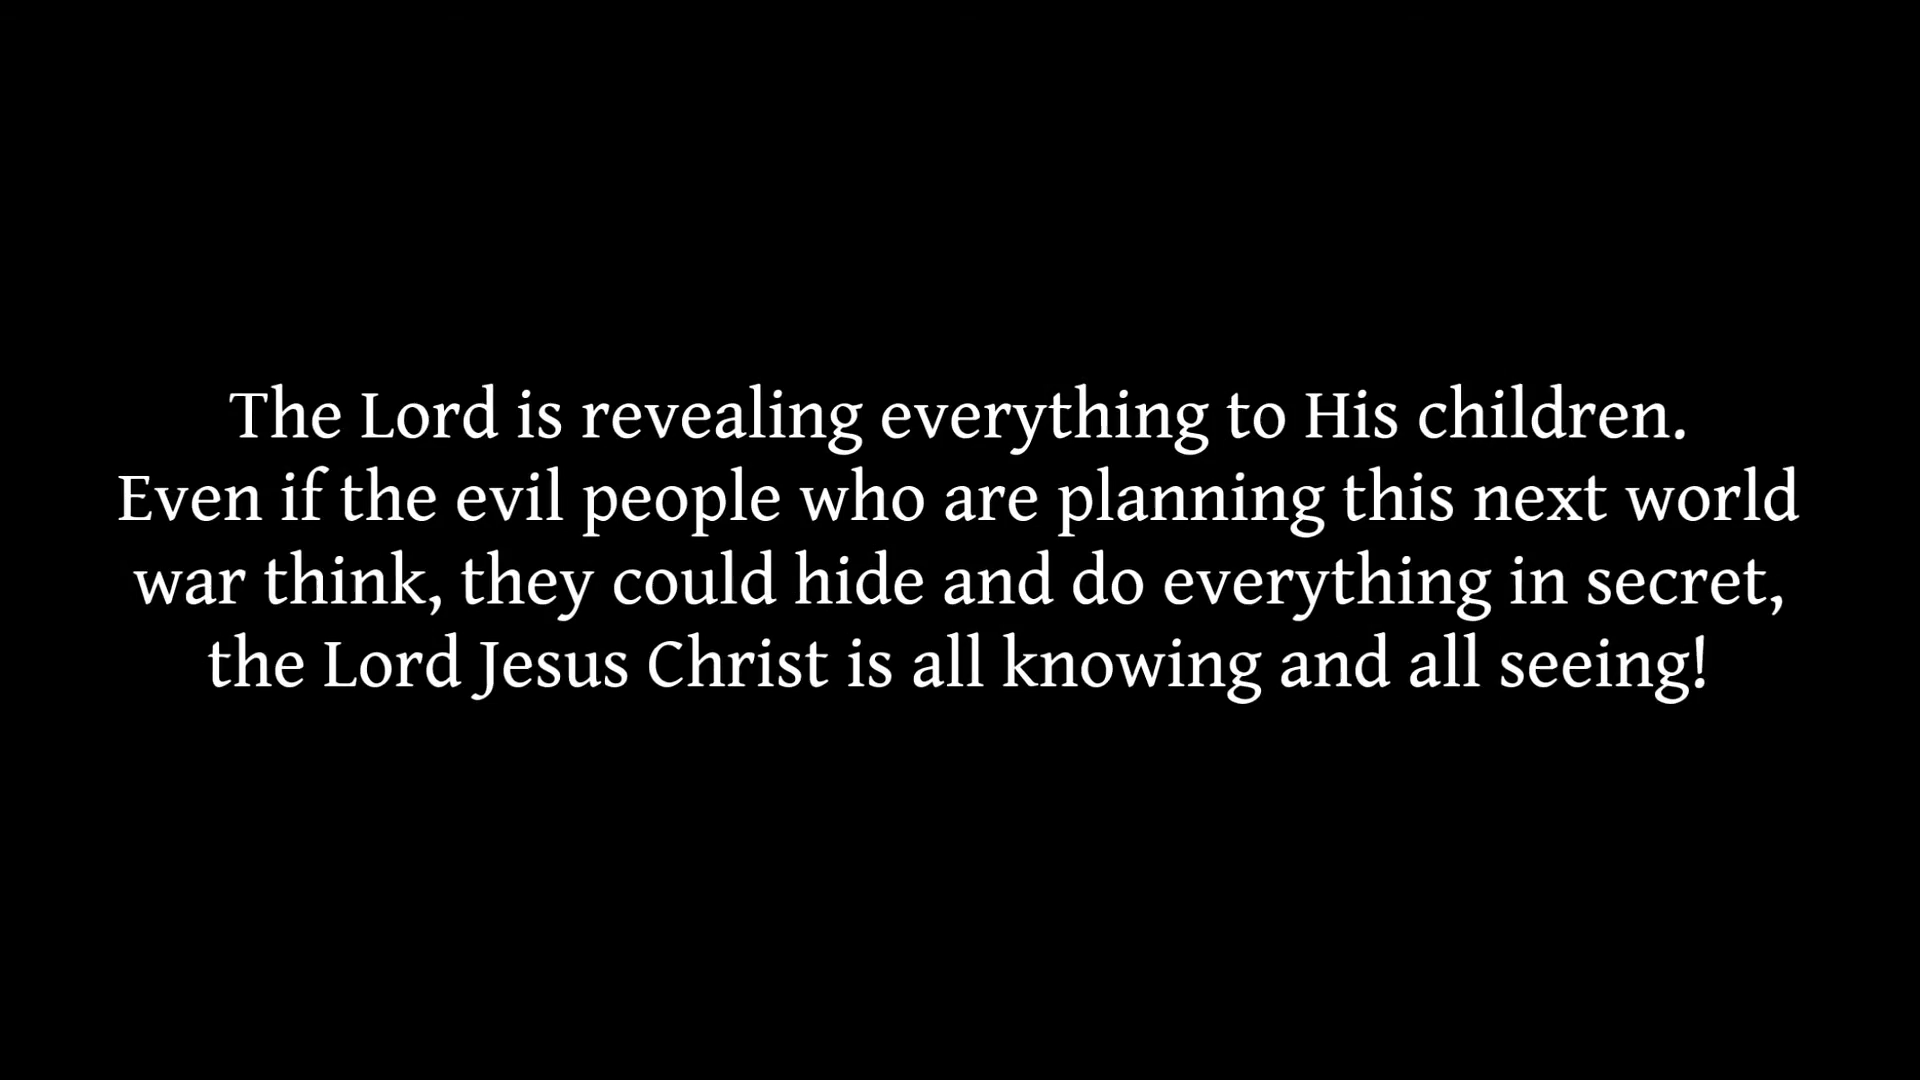 The Lord is revealing everything to His children.
Even if the evil people who are planning this next world
war think, they could hide and do everything in secret,
the Lord Jesus Christ is all knowing and all seeing!